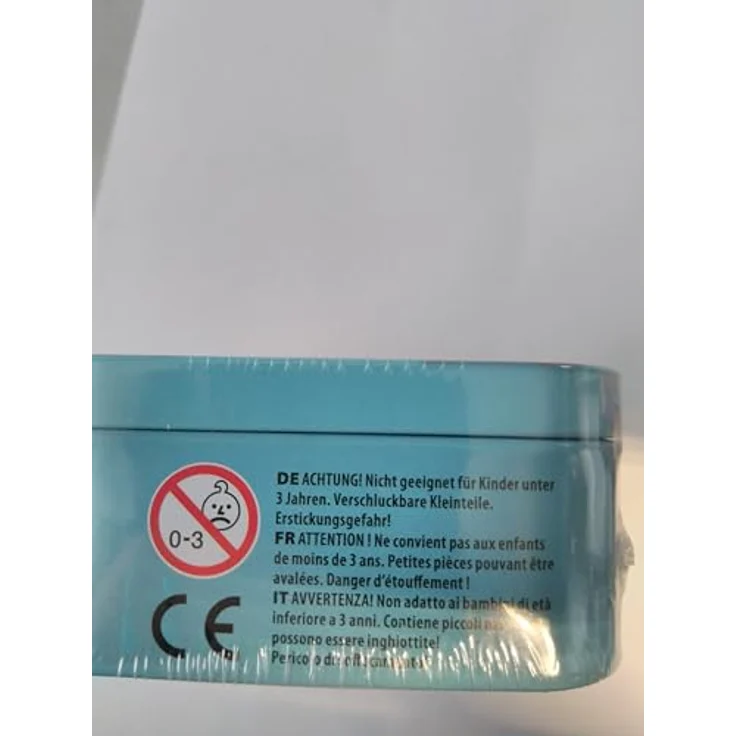 DE ACHTUNG! Nicht geeignet für Kinder unter
3 Jahren. Verschluckbare Kleinteile.
Erstickungsgefahr!
FR ATTENTION ! Ne convient pas aux enfants
de moins de 3 ans. Petites pièces pouvant être
avalées. Danger d'étouffement !
IT AVVERTENZA! Non adatto ai bambini di età
inferiore a 3 anni. Contiene piccoli
possono essere inghiottite!
Pericolo di
0-3
CE